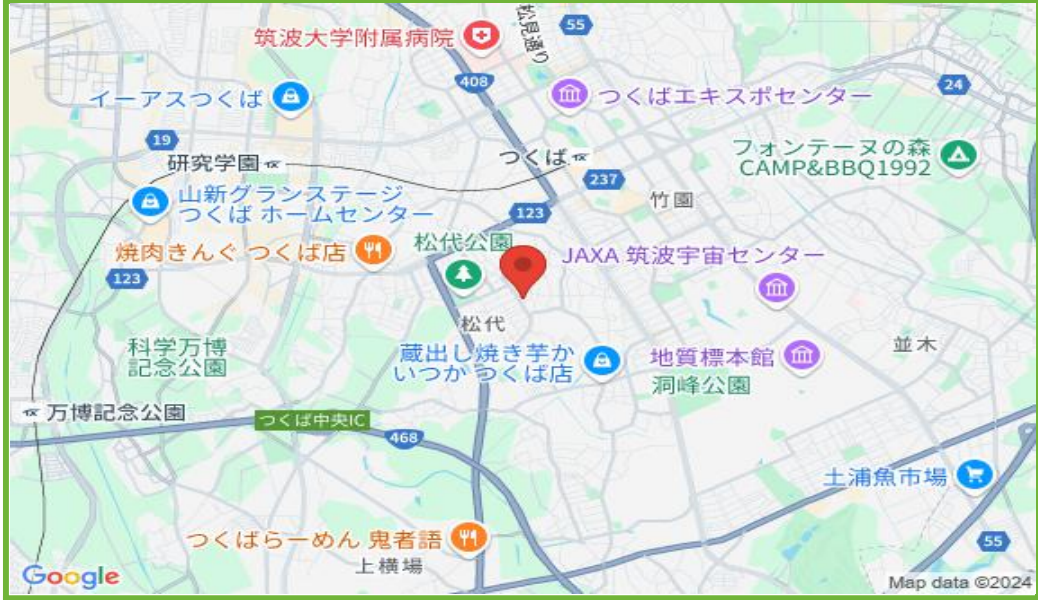 筑波大学附属病院
松見通り
55
408
イーアスつくば
つくばエキスポセンター
24
19
研究学園
つくば
フォンテーヌの森
CAMP&BBQ1992
237
山新グランステージ
つくば ホームセンター
竹園
123
焼肉きんぐ つくば店
松代公園
JAXA 筑波宇宙センター
123
松代
科学万博
記念公園
蔵出し焼き芋か
いつか つくば店
地質標本館
洞峰公園
並木
万博記念公園
つくば中央IC
468
土浦魚市場
つくばらーめん 鬼者語
上横場
55
Google
Map data ©2024